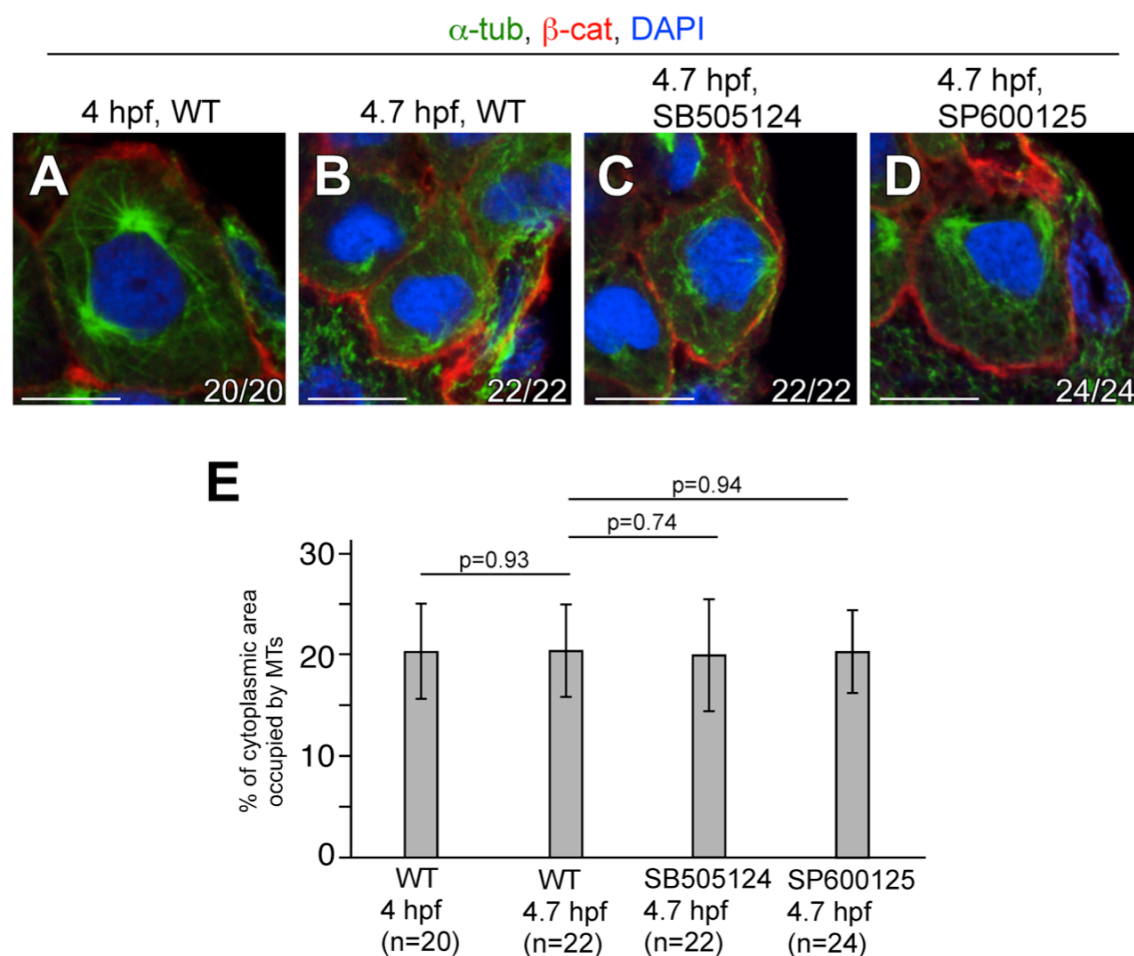 α-tub, β-cat, DAPI
4 hpf, WT
4.7 hpf, WT
4.7 hpf,
SB505124
4.7 hpf,
SP600125
A
20/20
B
22/22
C
22/22
D
24/24
E
% of cytoplasmic area
occupied by MTs
30
20
10
0
p=0.93
p=0.74
p=0.94
WT
4 hpf
(n=20)
WT
4.7 hpf
(n=22)
SB505124
4.7 hpf
(n=22)
SP600125
4.7 hpf
(n=24)